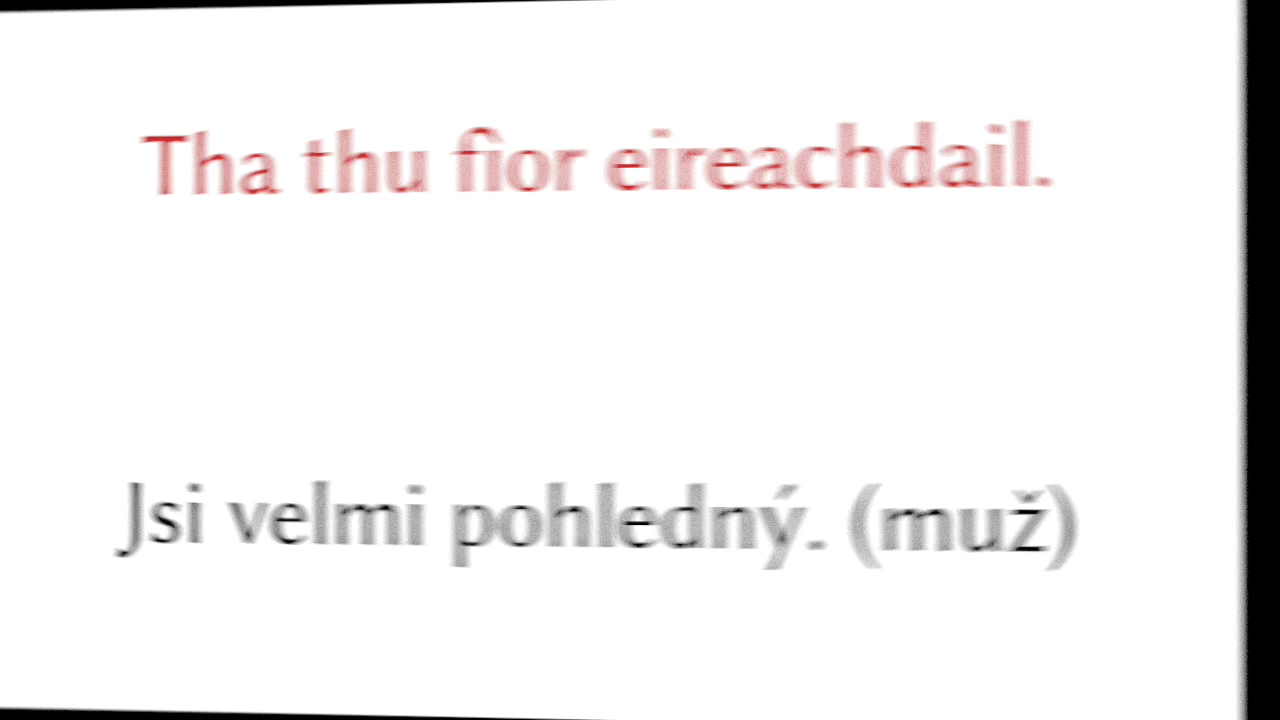 Tha thu fìor eireachdail.
Jsi velmi pohledný. (muž)